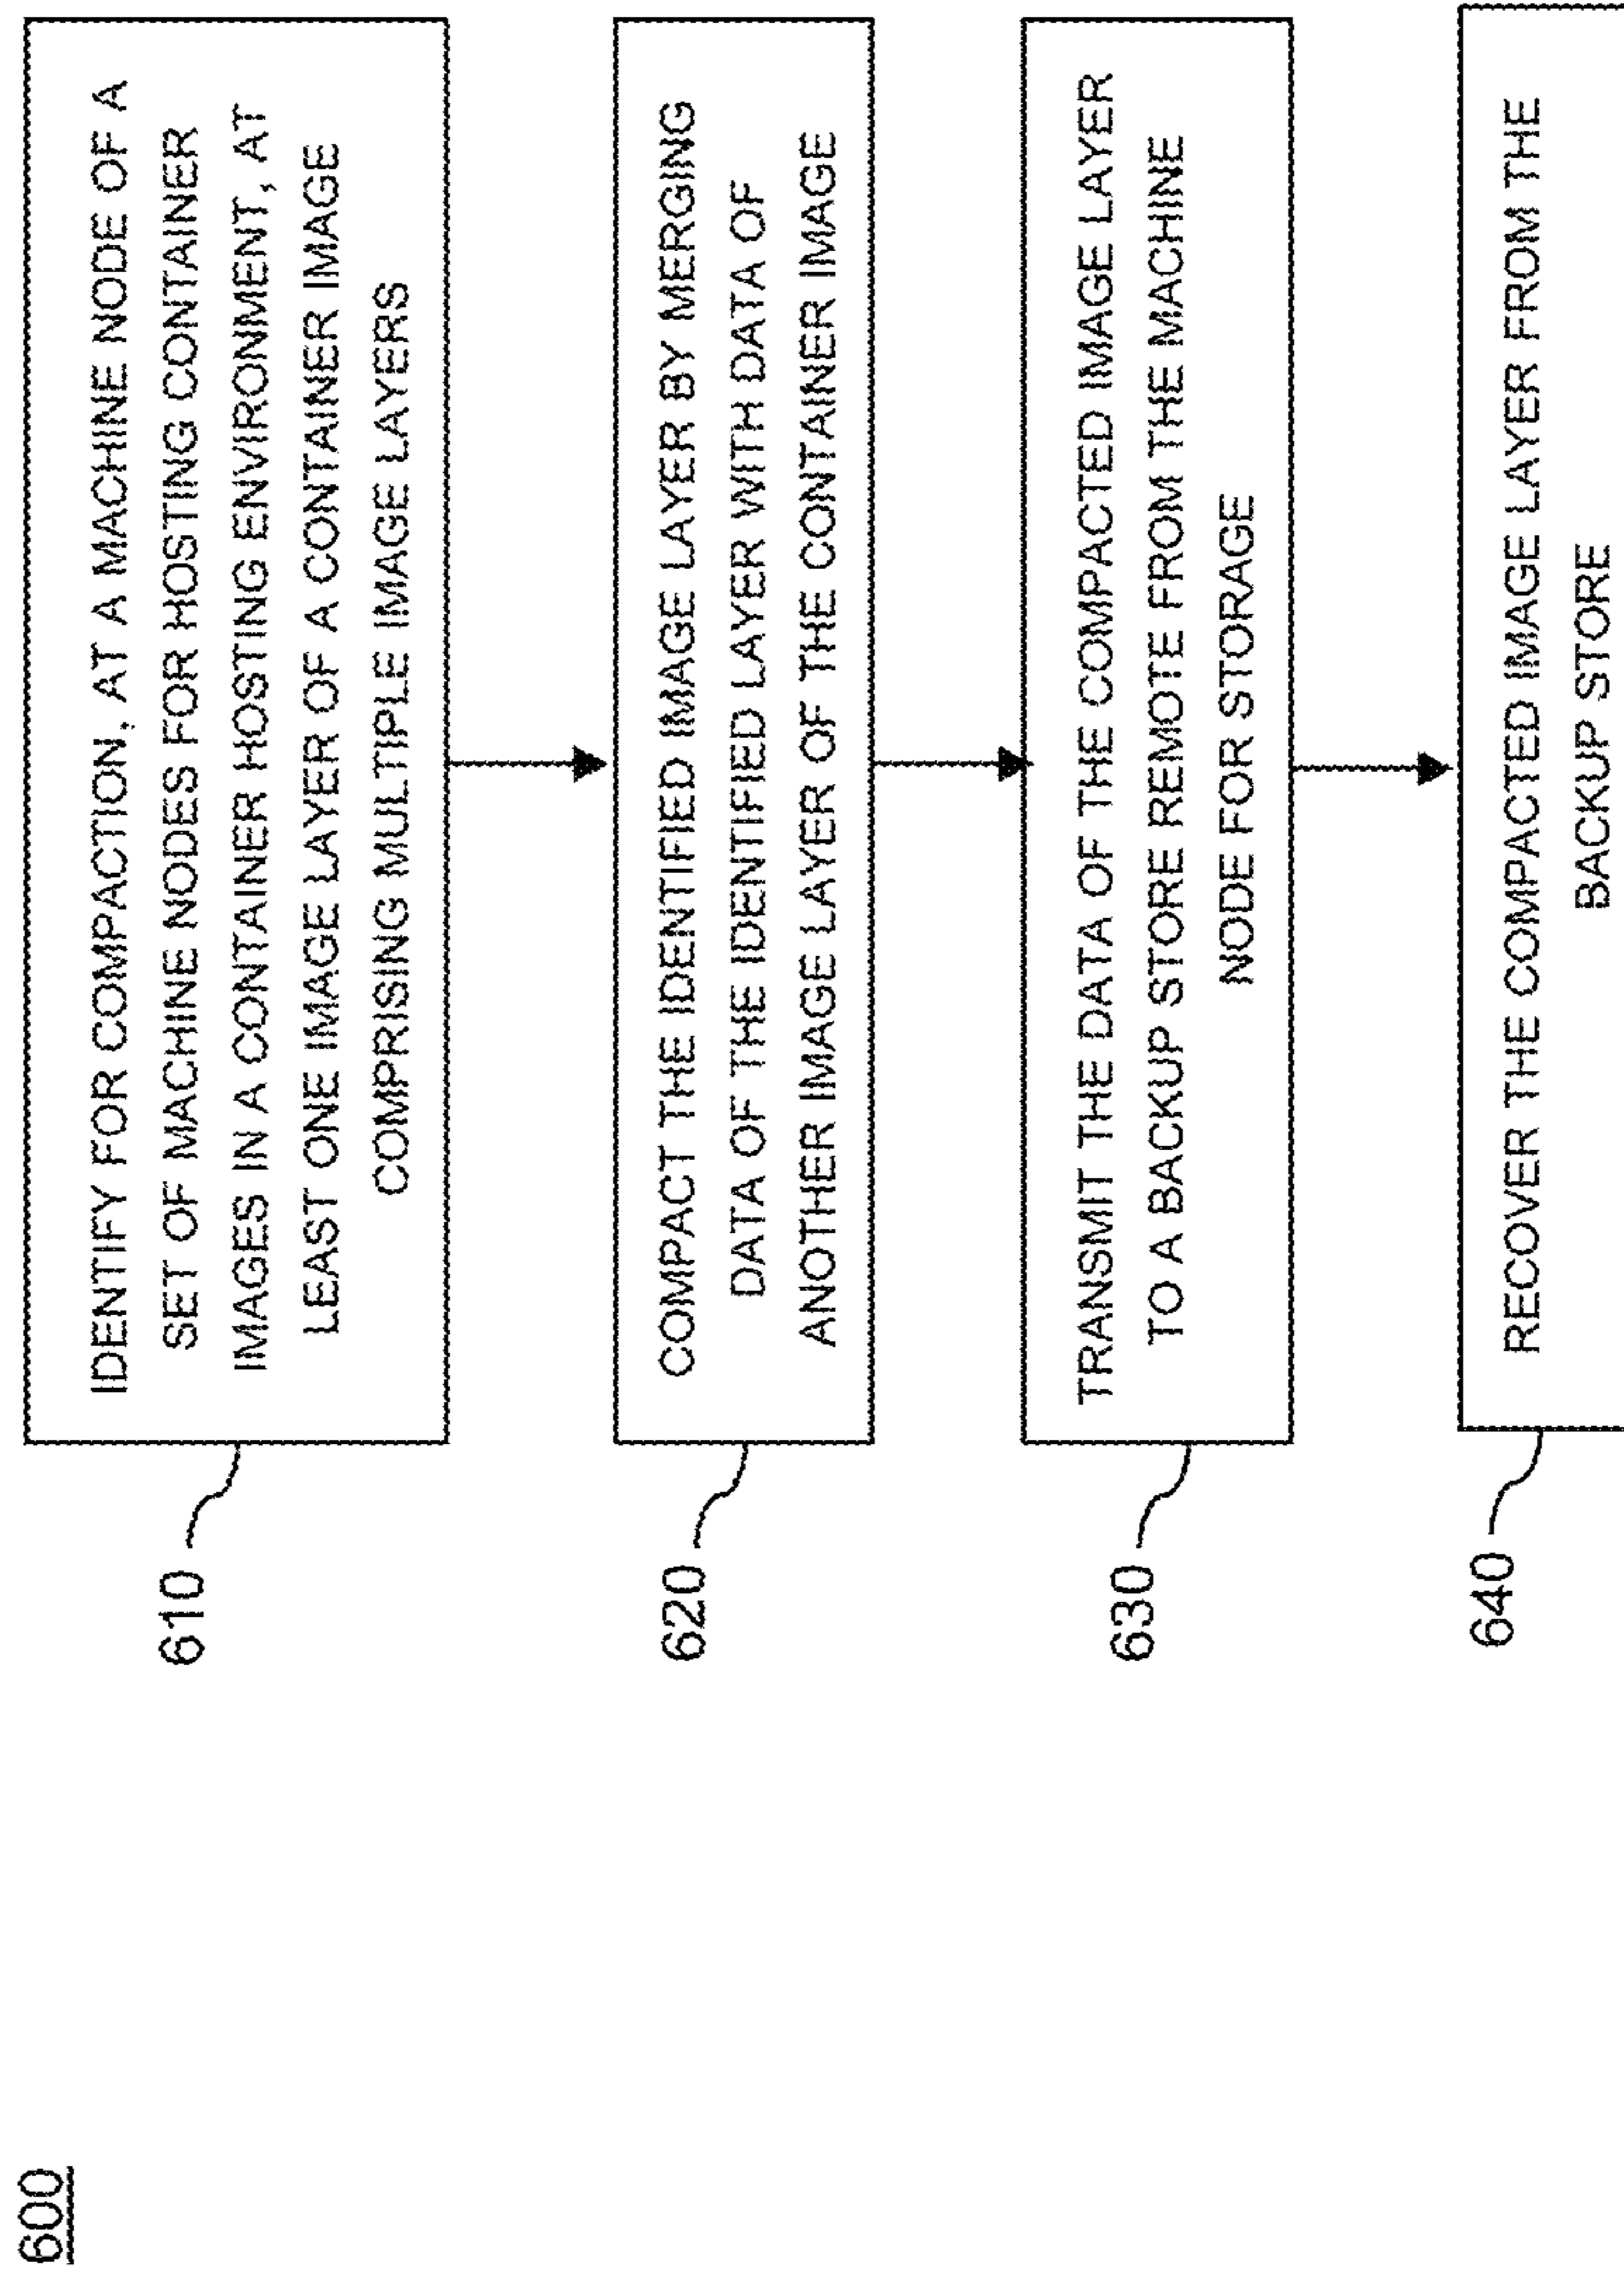 600
610
IDENTIFY FOR COMPACTION, AT A MACHINE NODE OF A
SET OF MACHINE NODES FOR HOSTING CONTAINER
IMAGES IN A CONTAINER HOSTING ENVIRONMENT, AT
LEAST ONE IMAGE LAYER OF A CONTAINER IMAGE
COMPRISING MULTIPLE IMAGE LAYERS
620
COMPACT THE IDENTIFIED IMAGE LAYER BY MERGING
DATA OF THE IDENTIFIED LAYER WITH DATA OF
ANOTHER IMAGE LAYER OF THE CONTAINER IMAGE
630
TRANSMIT THE DATA OF THE COMPACTED IMAGE LAYER
TO A BACKUP STORE REMOTE FROM THE MACHINE
NODE FOR STORAGE
640
RECOVER THE COMPACTED IMAGE LAYER FROM THE
BACKUP STORE